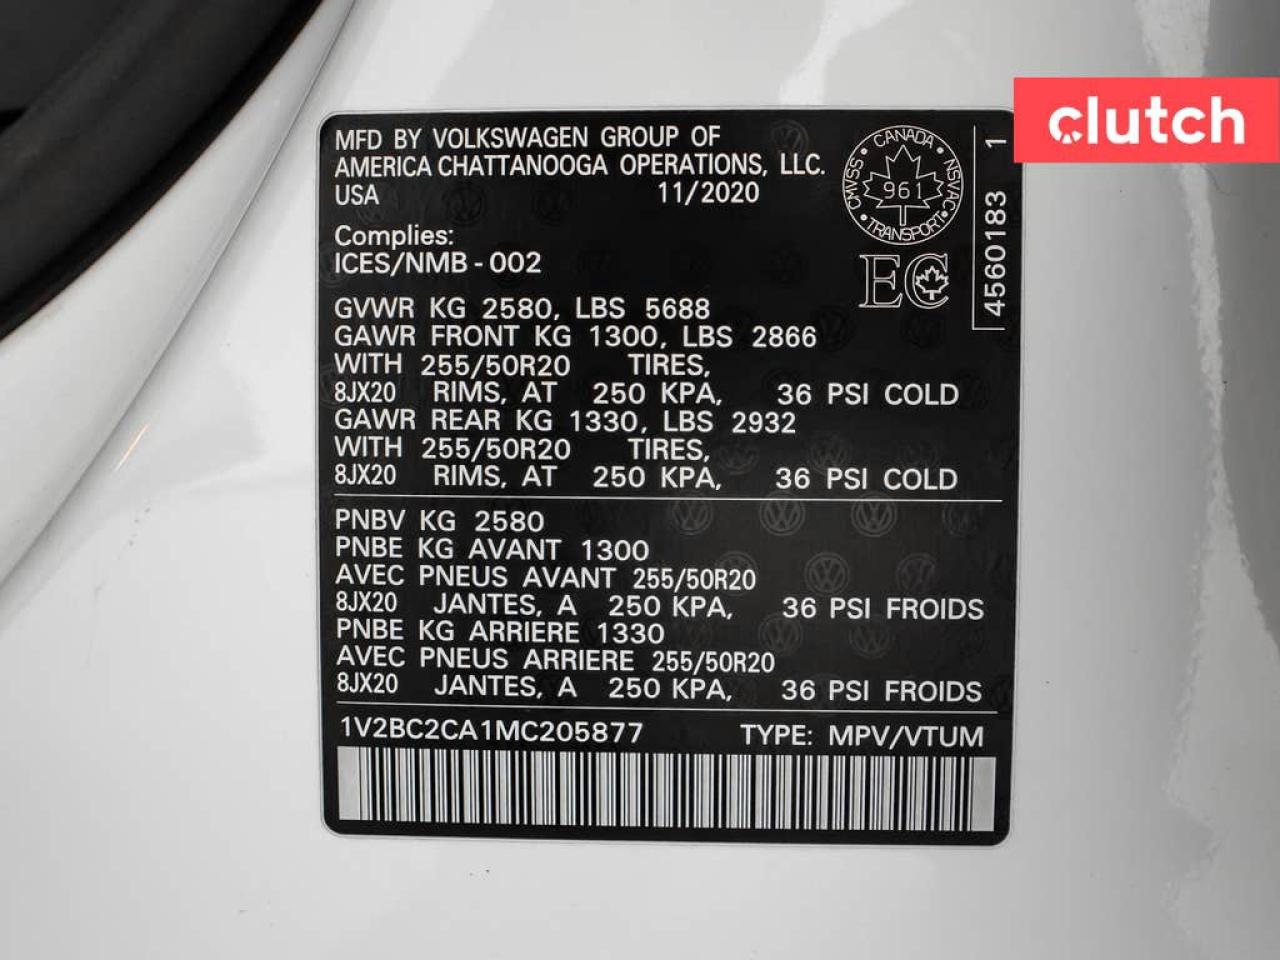 clutch
MFD BY VOLKSWAGEN GROUP OF
AMERICA CHATTANOOGA OPERATIONS, LLC.
USA 11/2020
CANADA
CMVSS 961 NSVAC
TRANSPORT
Complies:
ICES/NMB - 002
EC
4560183 1
GVWR KG 2580, LBS 5688
GAWR FRONT KG 1300, LBS 2866
WITH 255/50R20 TIRES,
8JX20 RIMS, AT 250 KPA, 36 PSI COLD
GAWR REAR KG 1330, LBS 2932
WITH 255/50R20 TIRES,
8JX20 RIMS, AT 250 KPA, 36 PSI COLD
PNBV KG 2580
PNBE KG AVANT 1300
AVEC PNEUS AVANT 255/50R20
8JX20 JANTES, A 250 KPA, 36 PSI FROIDS
PNBE KG ARRIERE 1330
AVEC PNEUS ARRIERE 255/50R20
8JX20 JANTES, A 250 KPA, 36 PSI FROIDS
1V2BC2CA1MC205877 TYPE: MPV/VTUM